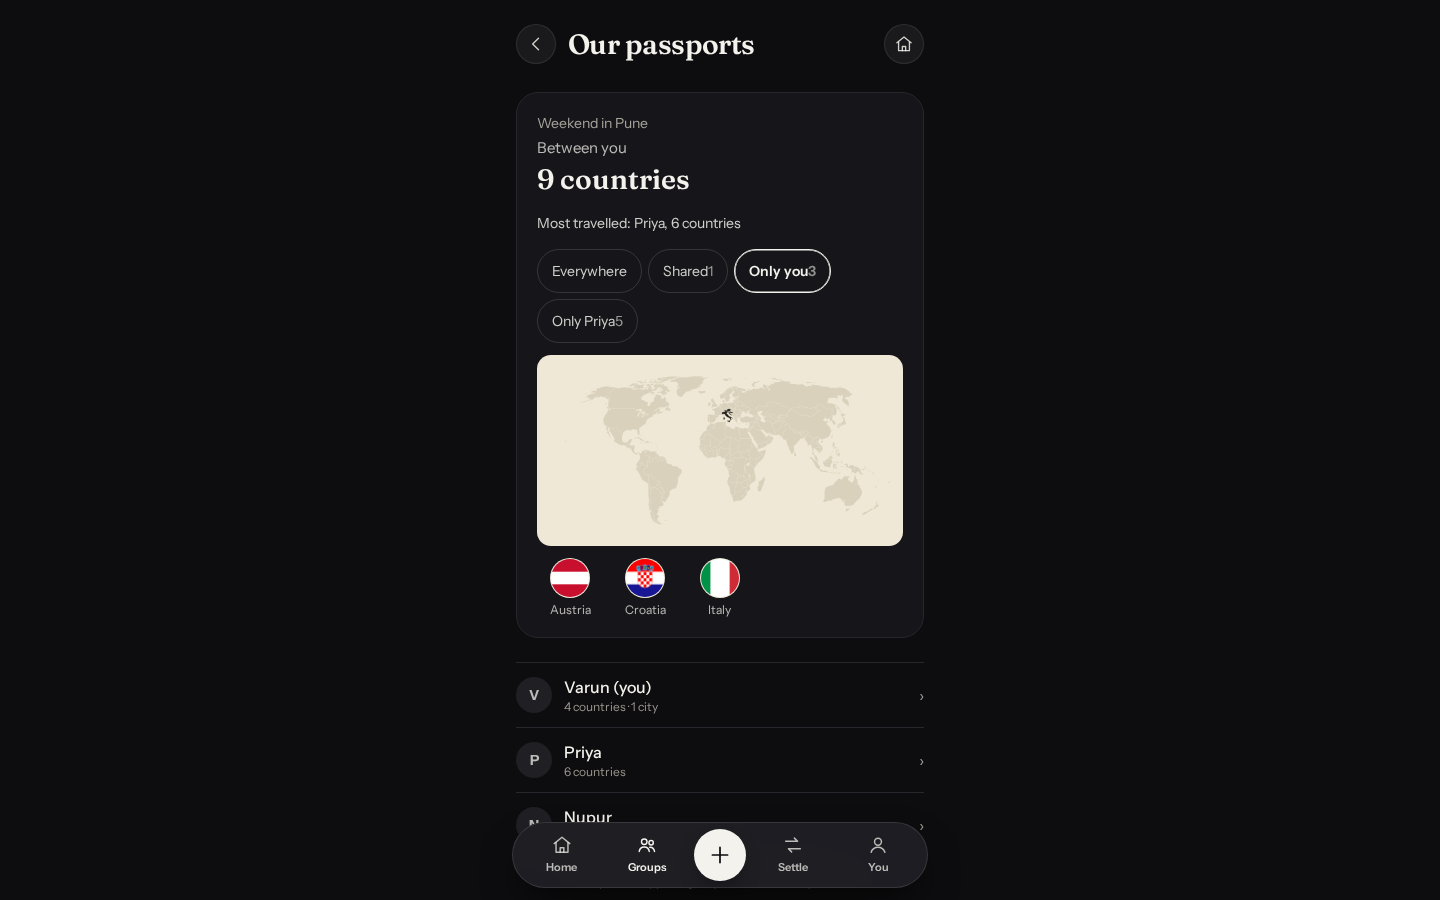 Our passports
Weekend in Pune
Between you
9 countries
Most travelled: Priya, 6 countries
Everywhere
Shared1
Only you3
Only Priya5
Austria
Croatia
Italy
V
Varun (you)
4 countries · 1 city
›
P
Priya
6 countries
›
N
Nupur
›
Home
Groups
Settle
You